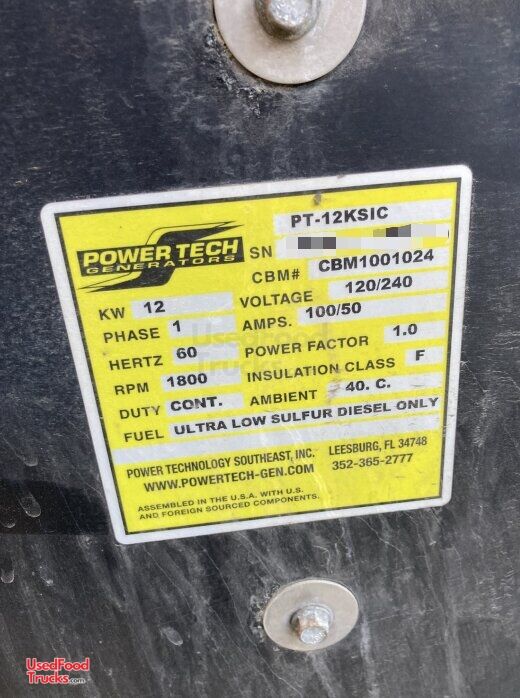 PT-12KSIC
POWER TECH
GENERATORS
SN
CBM# CBM1001024
KW 12 VOLTAGE 120/240
PHASE 1 AMPS. 100/50
HERTZ 60 POWER FACTOR 1.0
RPM 1800 INSULATION CLASS F
DUTY CONT. AMBIENT 40. C.
FUEL ULTRA LOW SULFUR DIESEL ONLY
POWER TECHNOLOGY SOUTHEAST, INC. LEESBURG, FL 34748
WWW.POWERTECH-GEN.COM 352-365-2777
ASSEMBLED IN THE U.S.A. WITH U.S.
AND FOREIGN SOURCED COMPONENTS.
UsedFood
Trucks.com